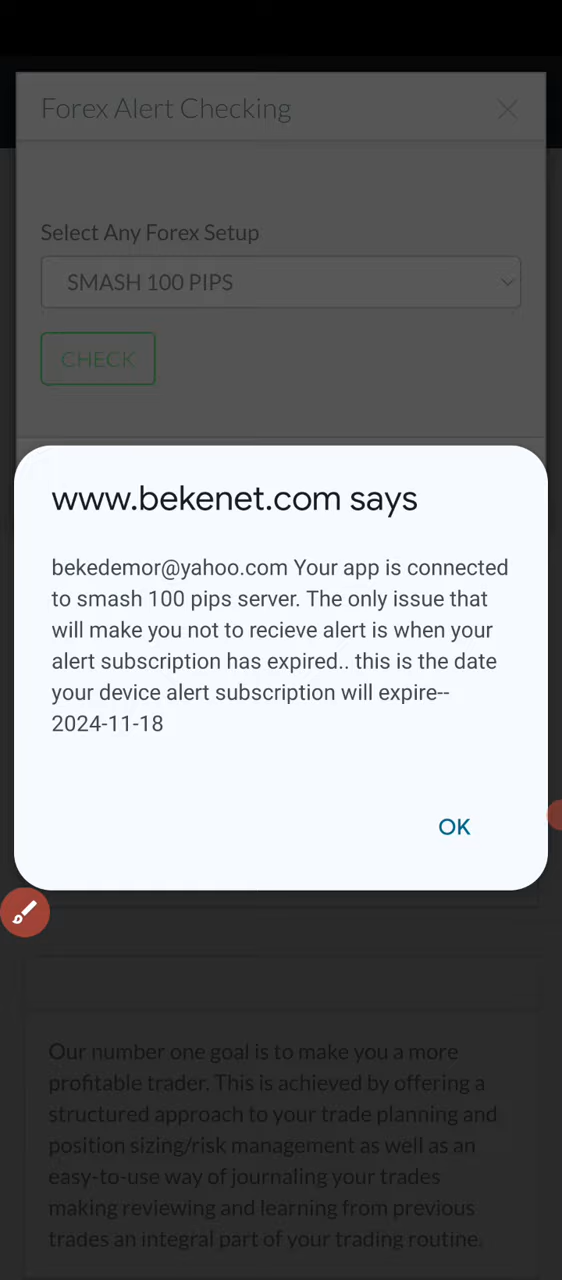 Forex Alert Checking
Select Any Forex Setup
SMASH 100 PIPS
CHECK
www.bekenet.com says
bekedemor@yahoo.com Your app is connected
to smash 100 pips server. The only issue that
will make you not to recieve alert is when your
alert subscription has expired.. this is the date
your device alert subscription will expire--
2024-11-18
OK
Our number one goal is to make you a more
profitable trader. This is achieved by offering a
structured approach to your trade planning and
position sizing/risk management as well as an
easy-to-use way of journaling your trades
making reviewing and learning from previous
trades an integral part of your trading routine.